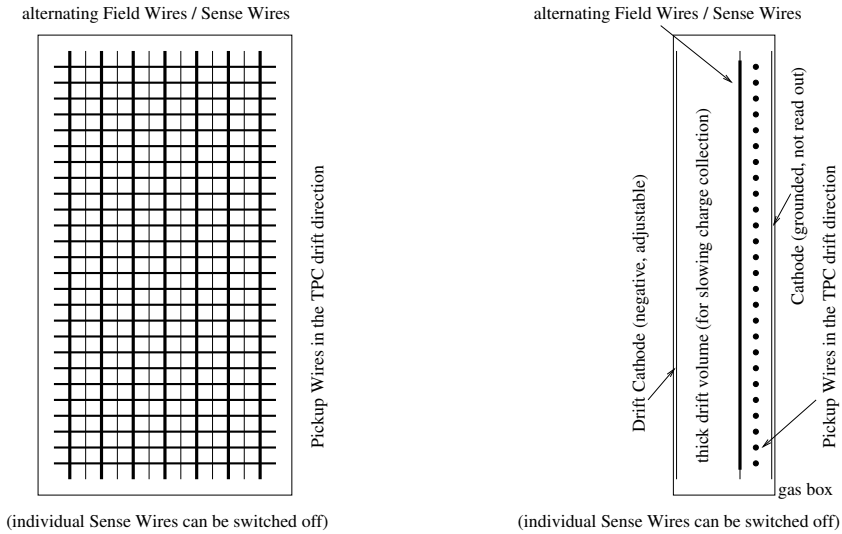 alternating Field Wires / Sense Wires
Pickup Wires in the TPC drift direction
(individual Sense Wires can be switched off)
alternating Field Wires / Sense Wires
Drift Cathode (negative, adjustable)
thick drift volume (for slowing charge collection)
Cathode (grounded, not read out)
Pickup Wires in the TPC drift direction
gas box
(individual Sense Wires can be switched off)